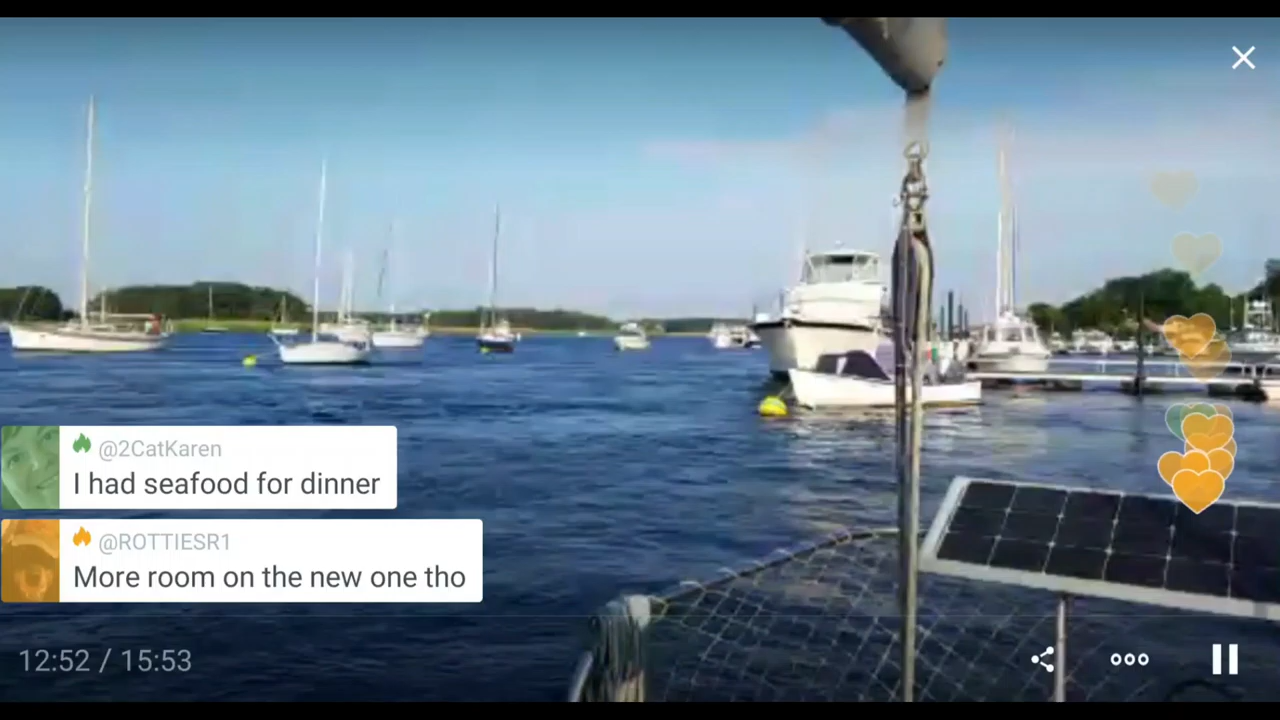 @2CatKaren
I had seafood for dinner
@ROTTIESR1
More room on the new one tho
12:52 / 15:53